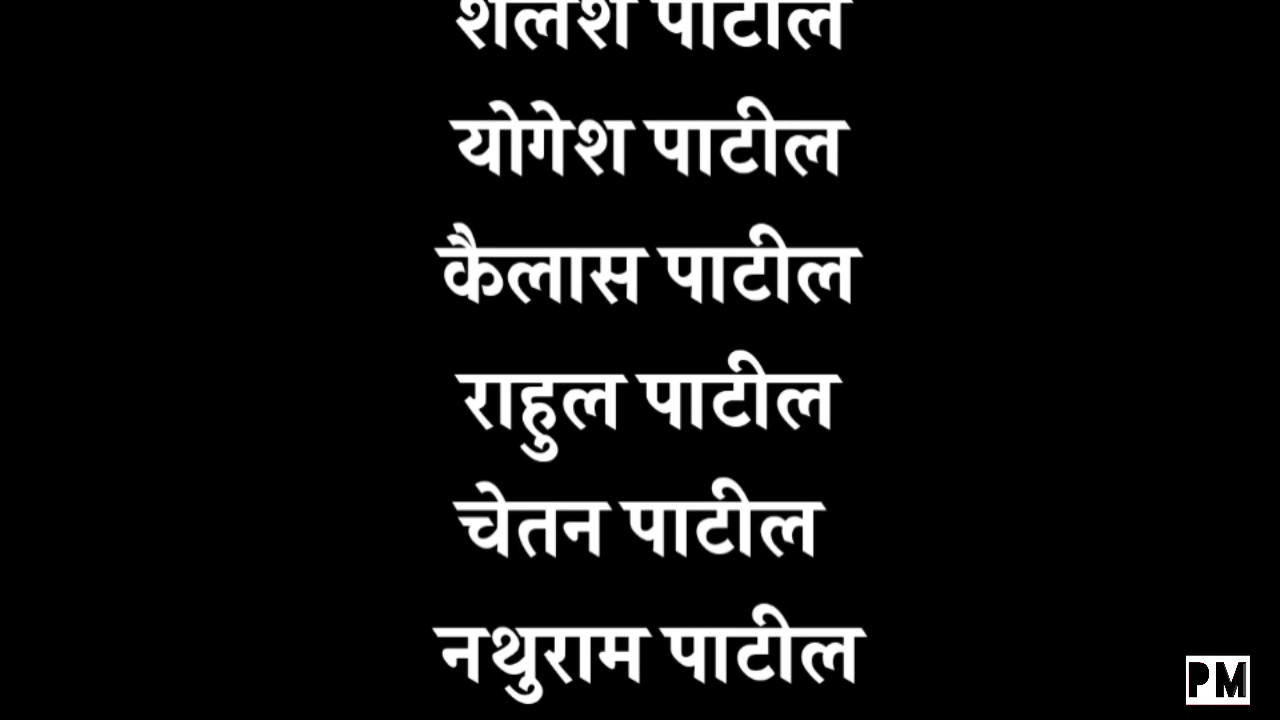 पाटील
योगेश पाटील
कैलास पाटील
राहुल पाटील
चेतन पाटील
नथुराम पाटील
PM